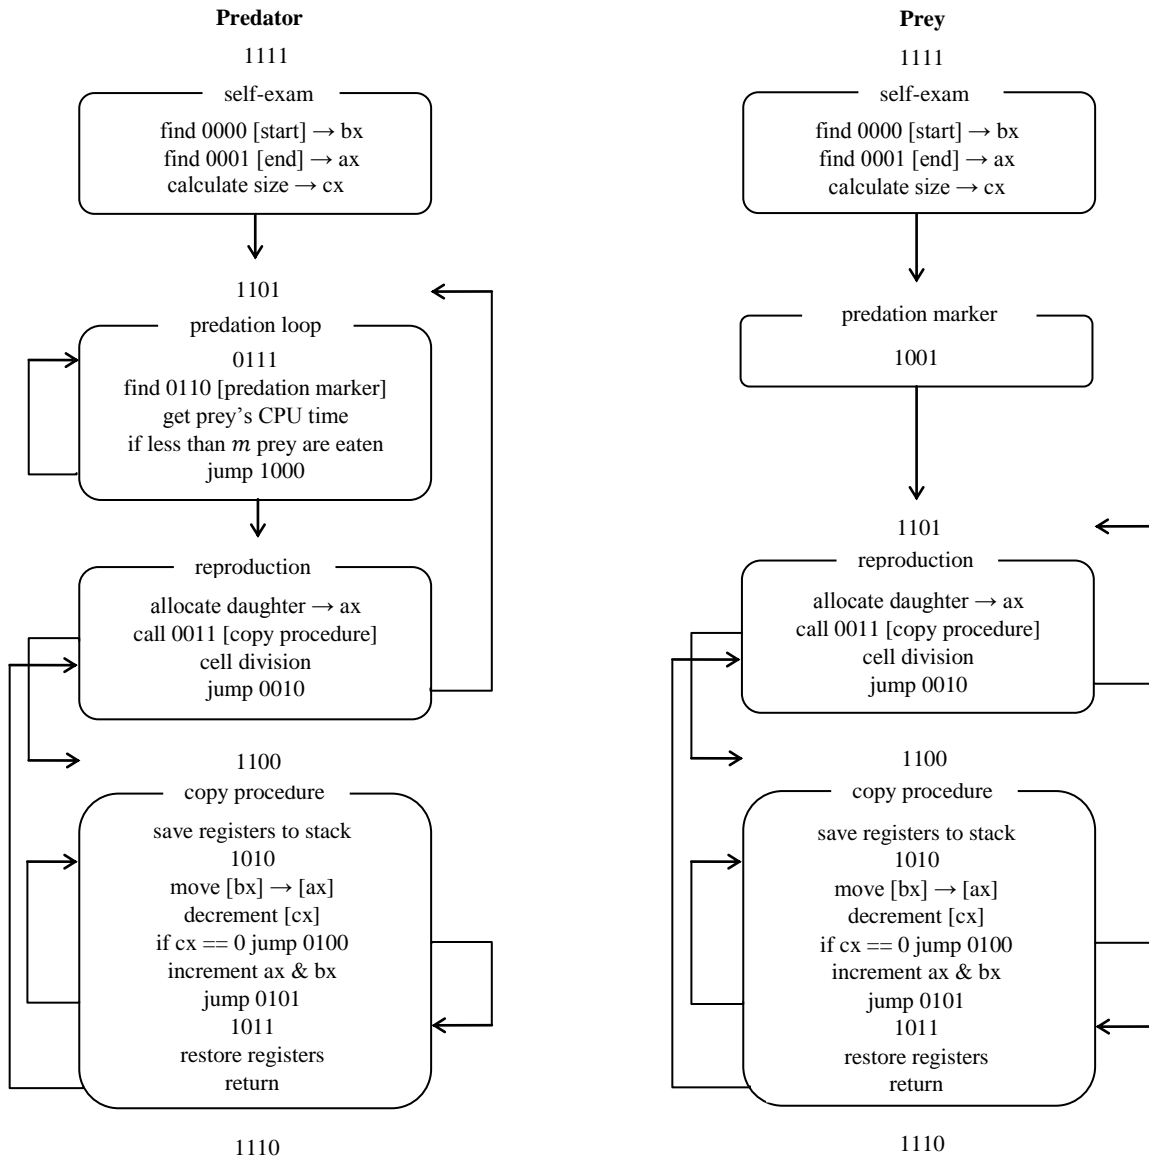 Predator
1111
self-exam
find 0000 [start] → bx
find 0001 [end] → ax
calculate size → cx
1101
predation loop
0111
find 0110 [predation marker]
get prey's CPU time
if less than m prey are eaten
jump 1000
reproduction
allocate daughter → ax
call 0011 [copy procedure]
cell division
jump 0010
1100
copy procedure
save registers to stack
1010
move [bx] → [ax]
decrement [cx]
if cx == 0 jump 0100
increment ax & bx
jump 0101
1011
restore registers
return
1110
Prey
1111
self-exam
find 0000 [start] → bx
find 0001 [end] → ax
calculate size → cx
predation marker
1001
1101
reproduction
allocate daughter → ax
call 0011 [copy procedure]
cell division
jump 0010
1100
copy procedure
save registers to stack
1010
move [bx] → [ax]
decrement [cx]
if cx == 0 jump 0100
increment ax & bx
jump 0101
1011
restore registers
return
1110